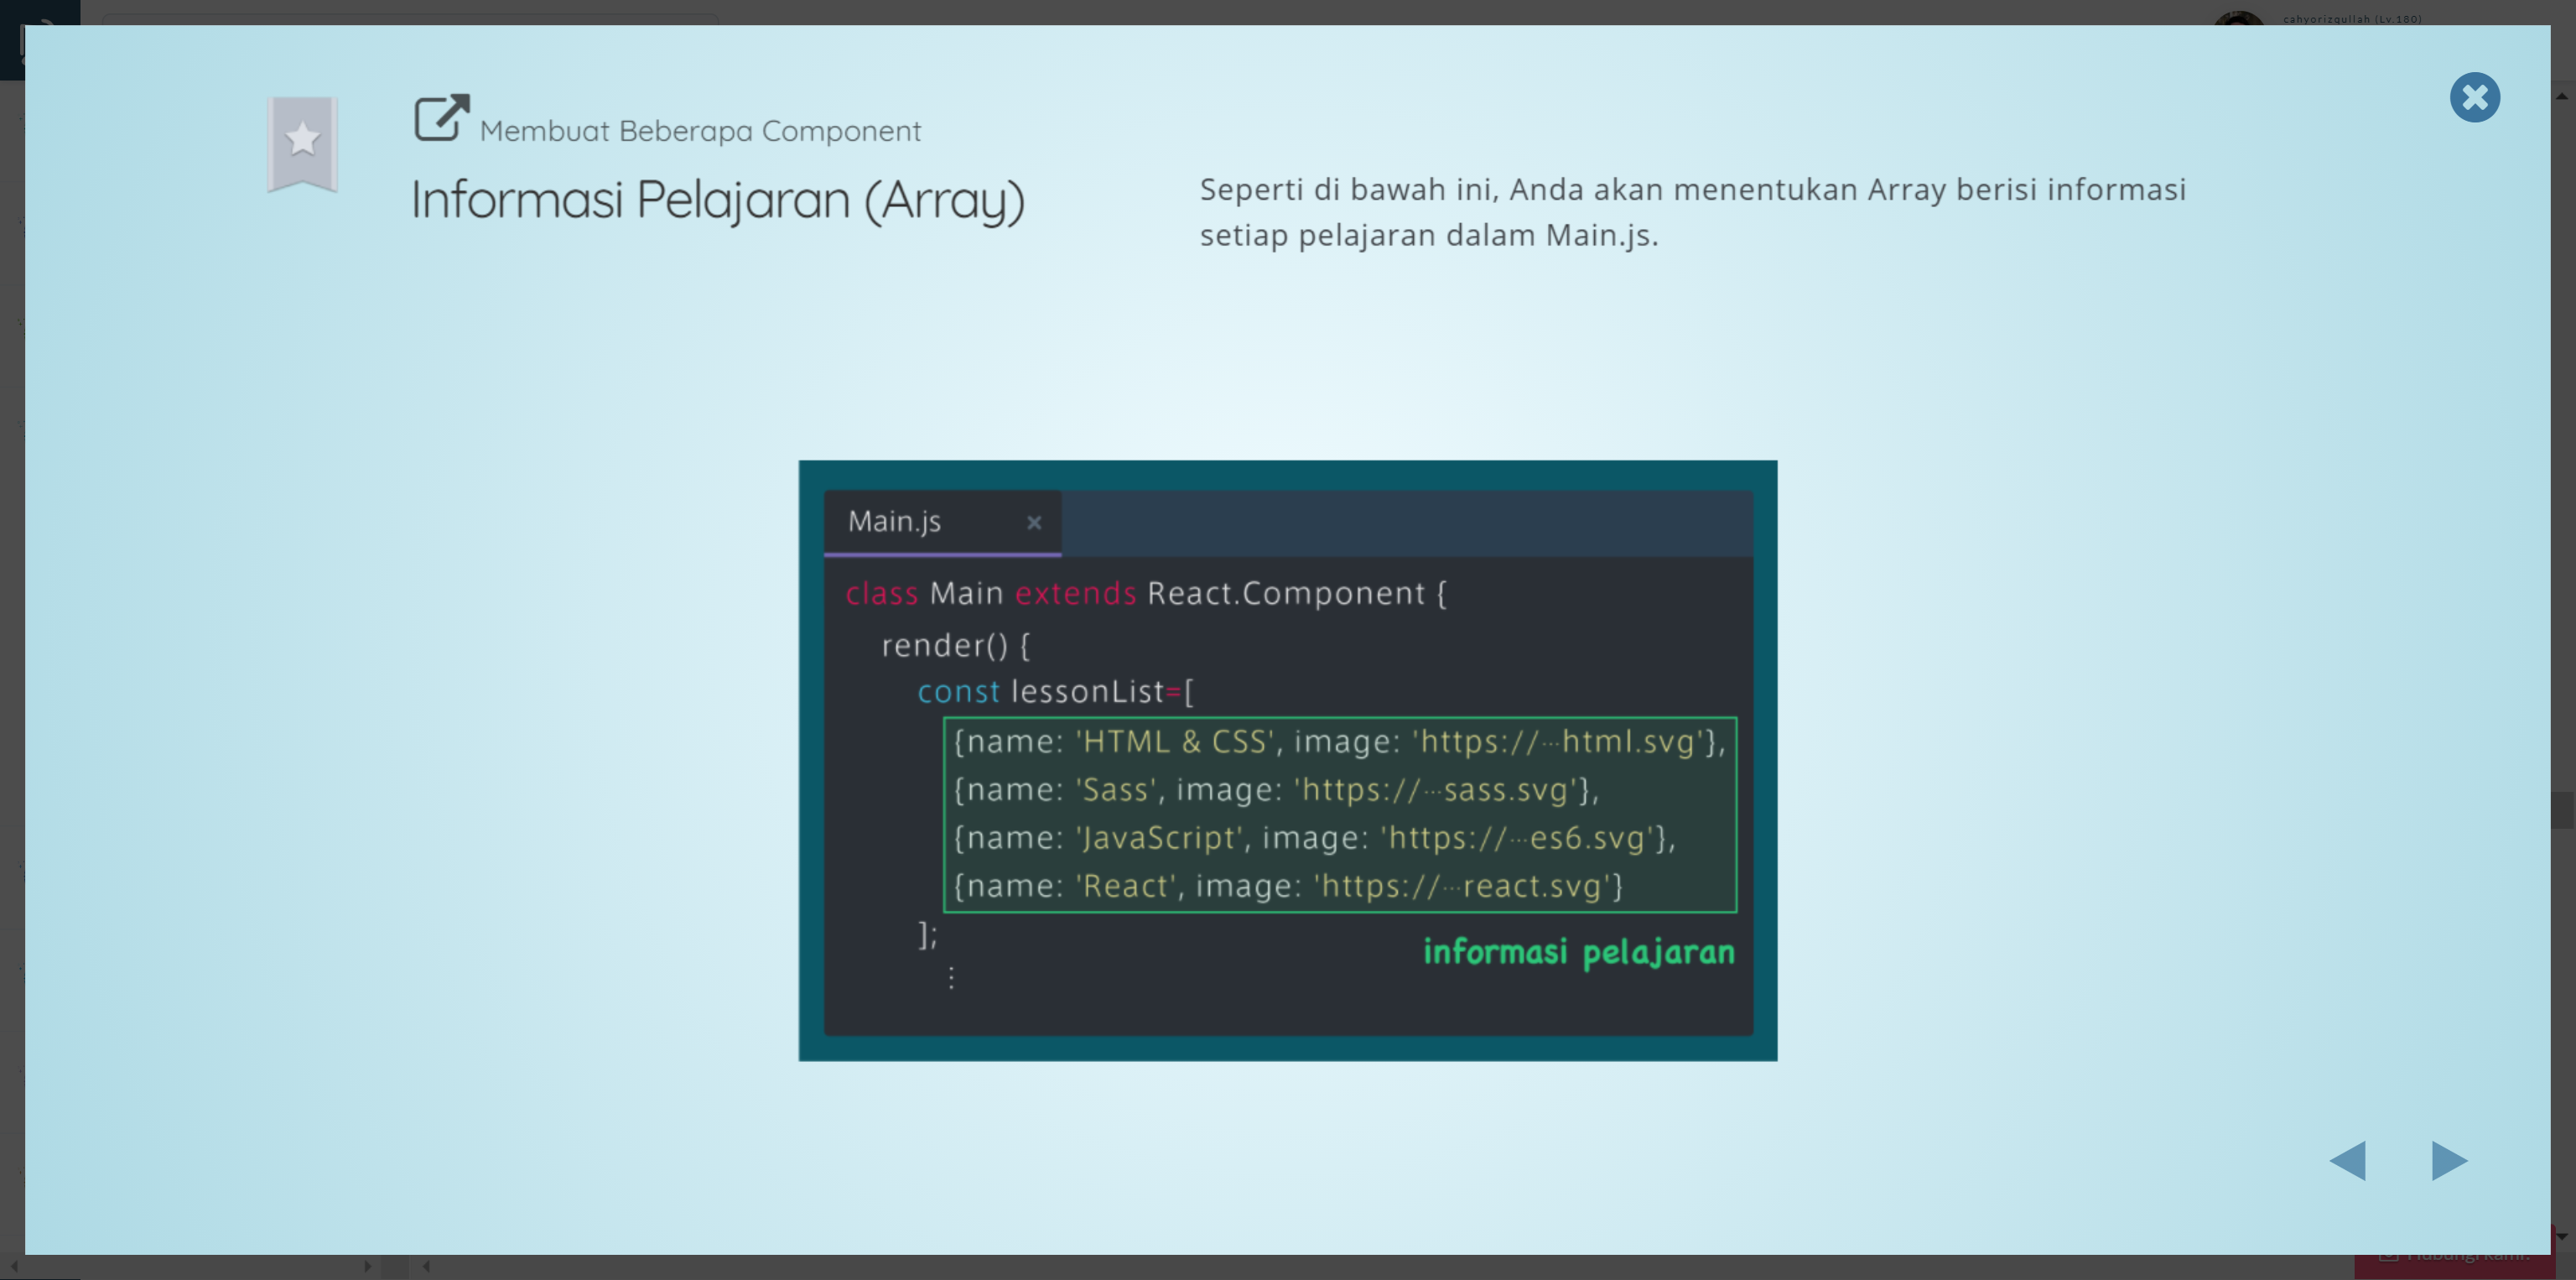 cahyorizqullah (Lv.180)
Membuat Beberapa Component
Informasi Pelajaran (Array)
Seperti di bawah ini, Anda akan menentukan Array berisi informasi
setiap pelajaran dalam Main.js.
Main.js
class Main extends React.Component {
render() {
const lessonList=[
{name: 'HTML & CSS', image: 'https://···html.svg'},
{name: 'Sass', image: 'https://···sass.svg'},
{name: 'JavaScript', image: 'https://···es6.svg'},
{name: 'React', image: 'https://···react.svg'}
];
informasi pelajaran
⋮
Hubungi kami!